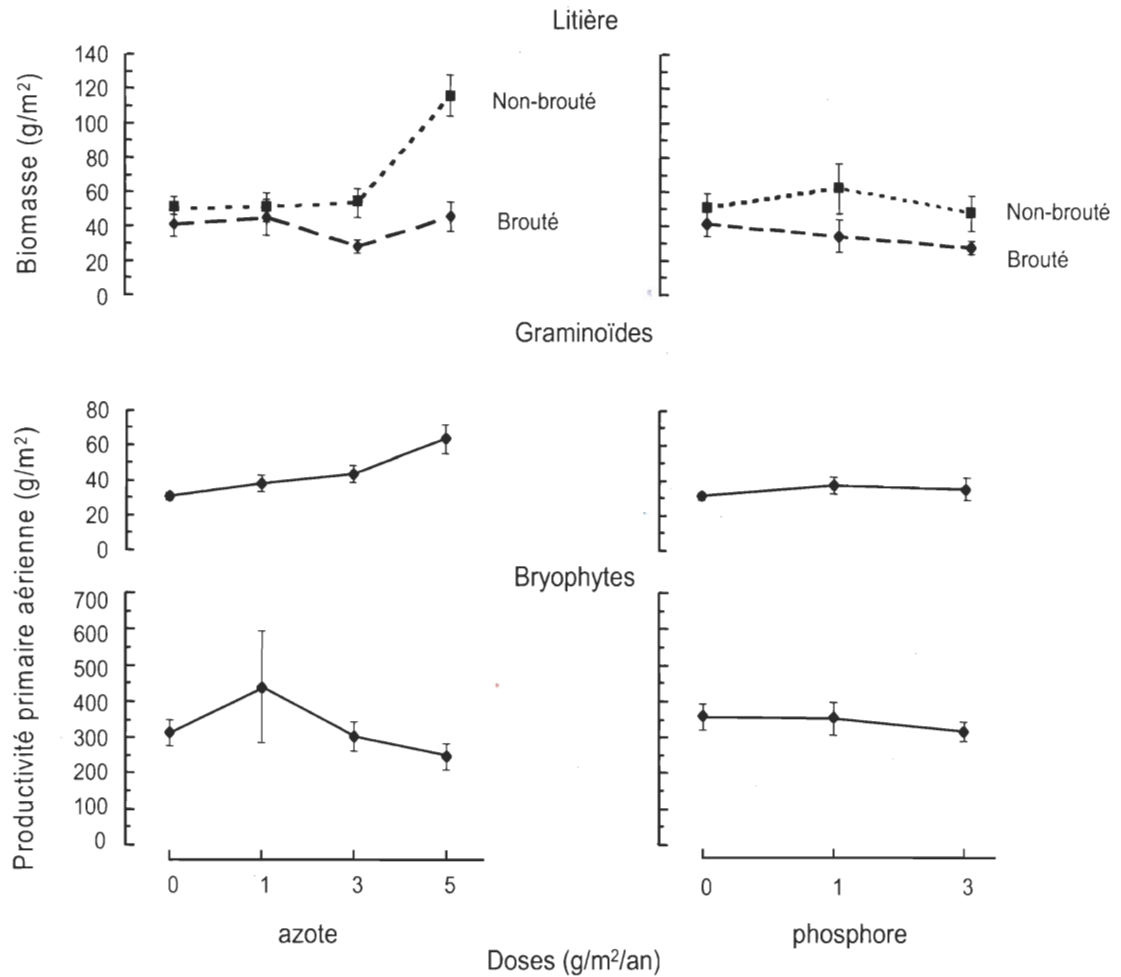 Litière
Biomasse (g/m²)
140
120
100
80
60
40
20
0
Non-brouté
Brouté
Non-brouté
Brouté
Graminoïdes
Productivité primaire aérienne (g/m²)
80
60
40
20
0
Bryophytes
700
600
500
400
300
200
100
0
0 1 3 5
0 1 3
azote
phosphore
Doses (g/m²/an)